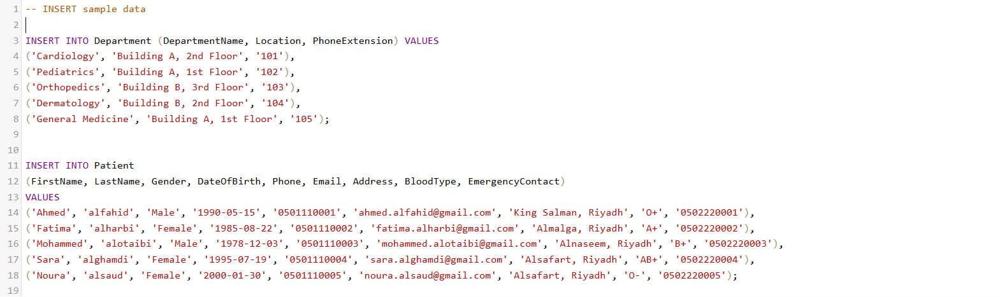 1 -- INSERT sample data
2
3 INSERT INTO Department (DepartmentName, Location, PhoneExtension) VALUES
4 ('Cardiology', 'Building A, 2nd Floor', '101'),
5 ('Pediatrics', 'Building A, 1st Floor', '102'),
6 ('Orthopedics', 'Building B, 3rd Floor', '103'),
7 ('Dermatology', 'Building B, 2nd Floor', '104'),
8 ('General Medicine', 'Building A, 1st Floor', '105');
9
10
11 INSERT INTO Patient
12 (FirstName, LastName, Gender, DateOfBirth, Phone, Email, Address, BloodType, EmergencyContact)
13 VALUES
14 ('Ahmed', 'alfahid', 'Male', '1990-05-15', '0501110001', 'ahmed.alfahid@gmail.com', 'King Salman, Riyadh', 'O+', '0502220001'),
15 ('Fatima', 'alharbi', 'Female', '1985-08-22', '0501110002', 'fatima.alharbi@gmail.com', 'Almalga, Riyadh', 'A+', '0502220002'),
16 ('Mohammed', 'alotaibi', 'Male', '1978-12-03', '0501110003', 'mohammed.alotaibi@gmail.com', 'Alnaseem, Riyadh', 'B+', '0502220003'),
17 ('Sara', 'alghamdi', 'Female', '1995-07-19', '0501110004', 'sara.alghamdi@gmail.com', 'Alsafart, Riyadh', 'AB+', '0502220004'),
18 ('Noura', 'alsaud', 'Female', '2000-01-30', '0501110005', 'noura.alsaud@gmail.com', 'Alsafart, Riyadh', 'O-', '0502220005');
19